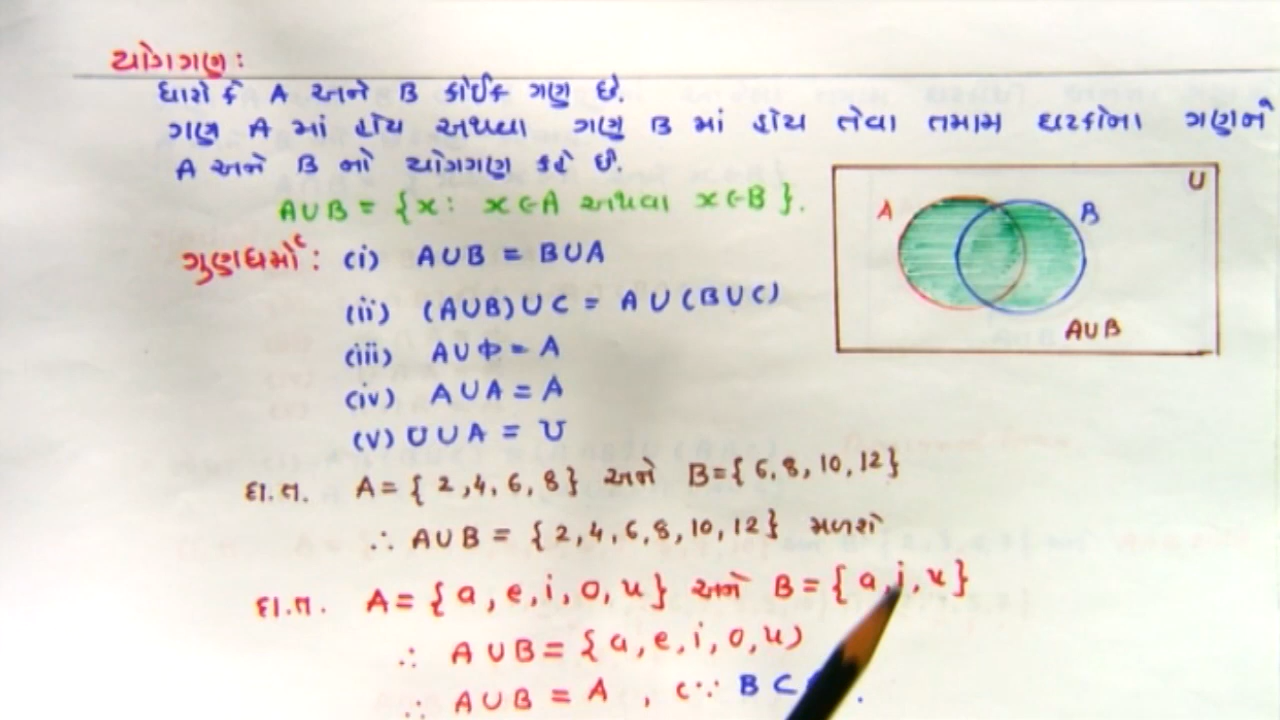 યોગગણ :
ધારો કે A અને B કોઈક ગણ છે.
ગણ A માં હોય અથવા ગણ B માં હોય તેવા તમામ ઘટકોના ગણને
A અને B નો યોગગણ કહે છે.
A∪B = {x : x∈A અથવા x∈B}.
U
A B
A∪B
ગુણધર્મો : (i) A∪B = B∪A
(ii) (A∪B)∪C = A∪(B∪C)
(iii) A∪Φ = A
(iv) A∪A = A
(v) U∪A = U
દા.ત. A = {2,4,6,8} અને B={6,8,10,12}
∴ A∪B = {2,4,6,8,10,12} મળશે
દા.ત. A = {a,e,i,o,u} અને B = {a,i,u}
∴ A∪B = {a,e,i,o,u)
∴ A∪B = A , (∵ B⊂